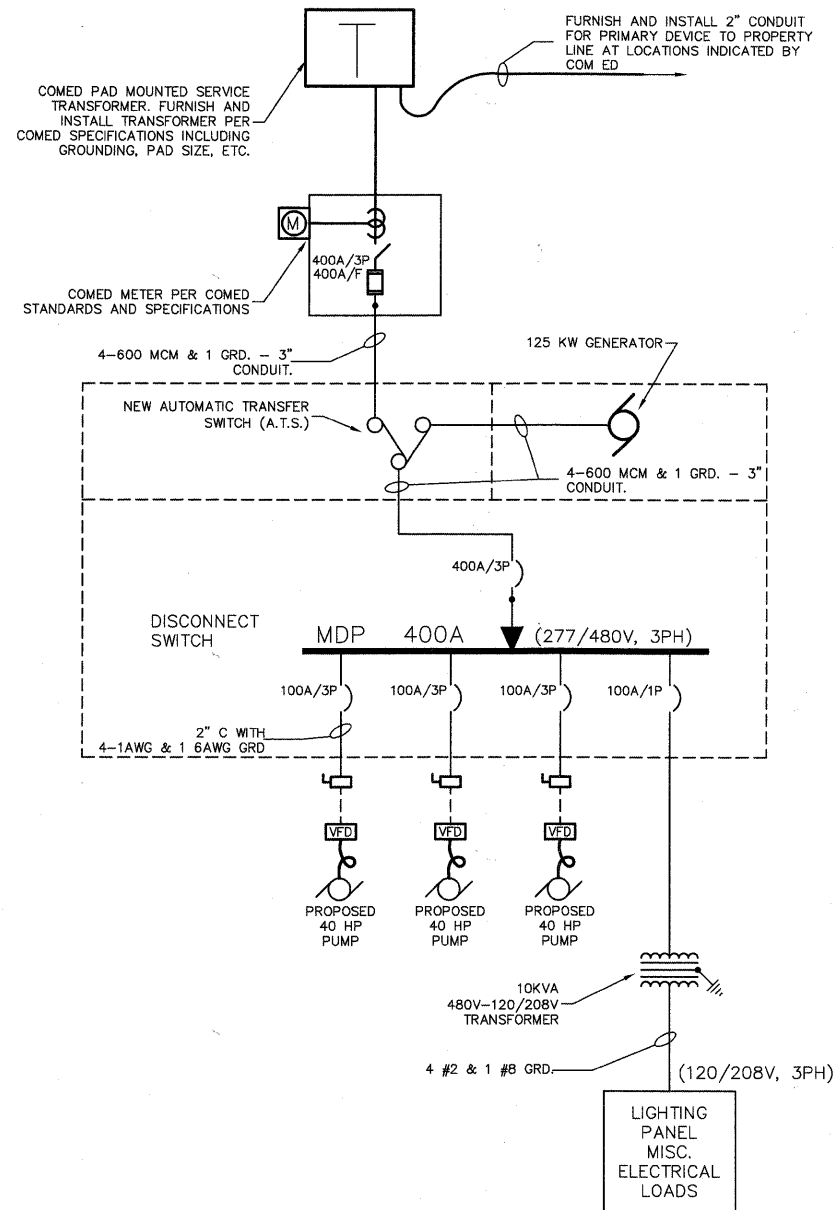 FURNISH AND INSTALL 2" CONDUIT
FOR PRIMARY DEVICE TO PROPERTY
LINE AT LOCATIONS INDICATED BY
COM ED
T
COMED PAD MOUNTED SERVICE
TRANSFORMER. FURNISH AND
INSTALL TRANSFORMER PER
COMED SPECIFICATIONS INCLUDING
GROUNDING, PAD SIZE, ETC.
M
400A/3P
400A/F
COMED METER PER COMED
STANDARDS AND SPECIFICATIONS
4-600 MCM & 1 GRD. - 3"
CONDUIT.
125 KW GENERATOR
NEW AUTOMATIC TRANSFER
SWITCH (A.T.S.)
4-600 MCM & 1 GRD. - 3"
CONDUIT.
400A/3P
DISCONNECT
SWITCH
MDP 400A (277/480V, 3PH)
100A/3P 100A/3P 100A/3P 100A/1P
2" C WITH
4-1AWG & 1 6AWG GRD
VFD VFD VFD
PROPOSED
40 HP
PUMP
PROPOSED
40 HP
PUMP
PROPOSED
40 HP
PUMP
10KVA
480V-120/208V
TRANSFORMER
4 #2 & 1 #8 GRD.
(120/208V, 3PH)
LIGHTING
PANEL
MISC.
ELECTRICAL
LOADS